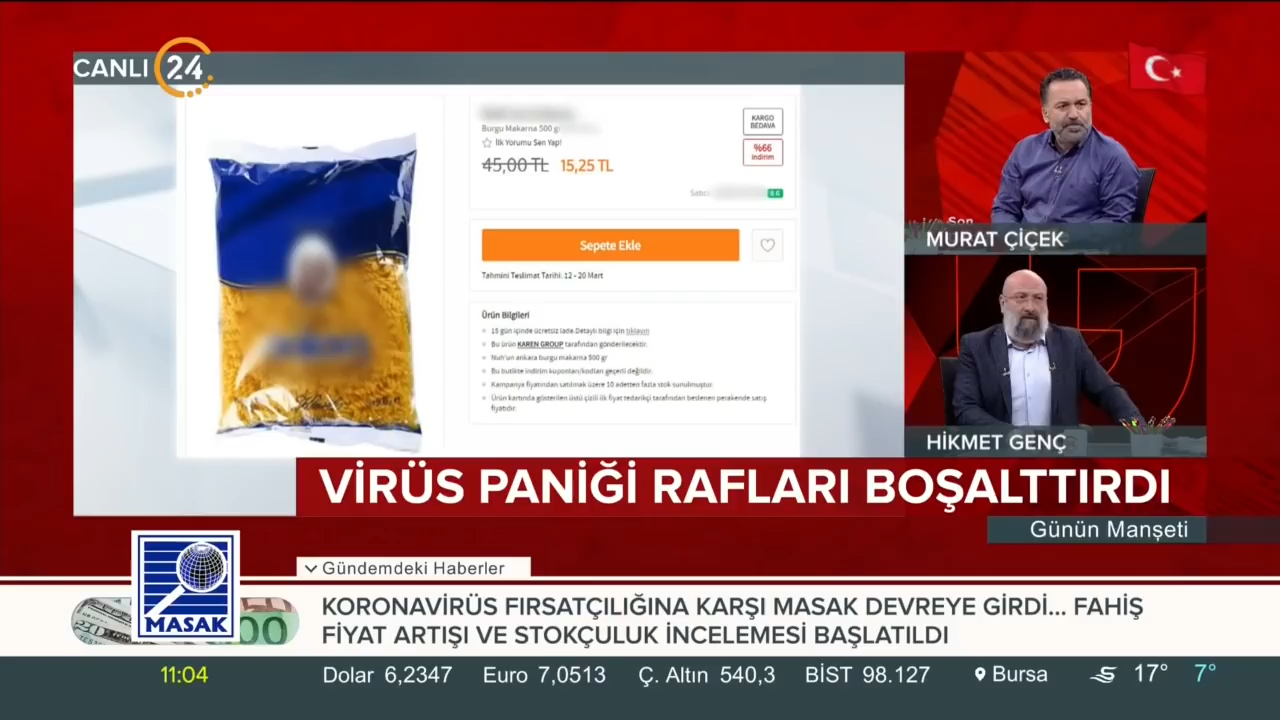 CANLI 24
Burgu Makarna 500 gr
İlk Yorumu Sen Yap!
45,00 TL 15,25 TL
KARGO
BEDAVA
%66
indirim
Satıcı:
Sepete Ekle
Tahmini Teslimat Tarihi: 12 - 20 Mart
Ürün Bilgileri
15 gün içinde ücretsiz iade. Detaylı bilgi için tıklayın
Bu ürün KAREN GROUP tarafından gönderilecektir.
Nuh'un ankara burgu makarna 500 gr
Bu butikte indirim kuponları/kodları geçerli değildir.
Kampanya fiyatından satılmak üzere 10 adetten fazla stok sunulmuştur.
Ürün kartında gösterilen üstü çizili ilk fiyat tedarikçi tarafından beslenen perakende satış
fiyatıdır.
Son
MURAT ÇİÇEK
HİKMET GENÇ
VİRÜS PANİĞİ RAFLARI BOŞALTTIRDI
Günün Manşeti
Gündemdeki Haberler
MASAK
KORONAVİRÜS FIRSATÇILIĞINA KARŞI MASAK DEVREYE GİRDİ... FAHİŞ
FİYAT ARTIŞI VE STOKÇULUK İNCELEMESİ BAŞLATILDI
11:04 Dolar 6,2347 Euro 7,0513 Ç. Altın 540,3 BİST 98.127 Bursa 17° 7°